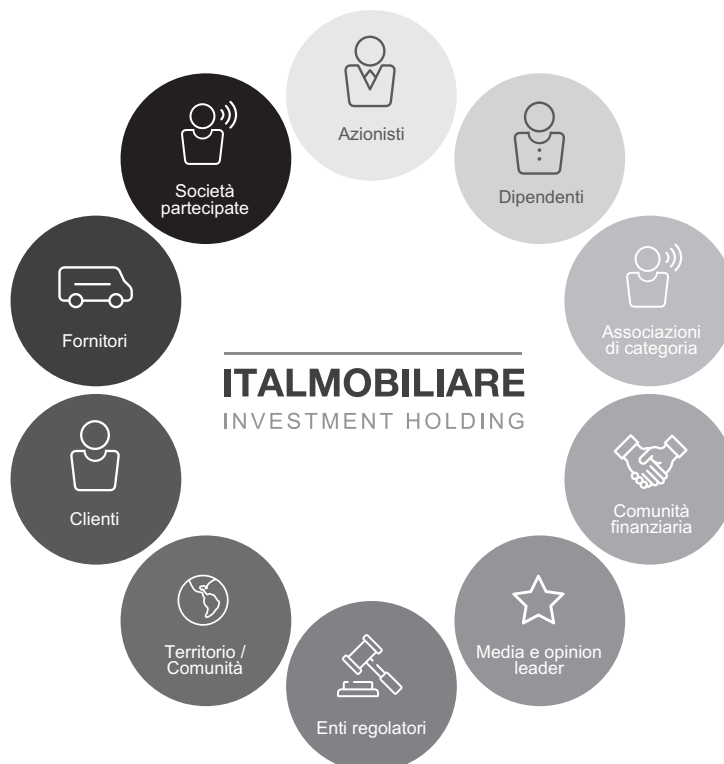 Azionisti
Dipendenti
Associazioni
di categoria
Comunità
finanziaria
Media e opinion
leader
Enti regolatori
Territorio /
Comunità
Clienti
Fornitori
Società
partecipate
ITALMOBILIARE
INVESTMENT HOLDING